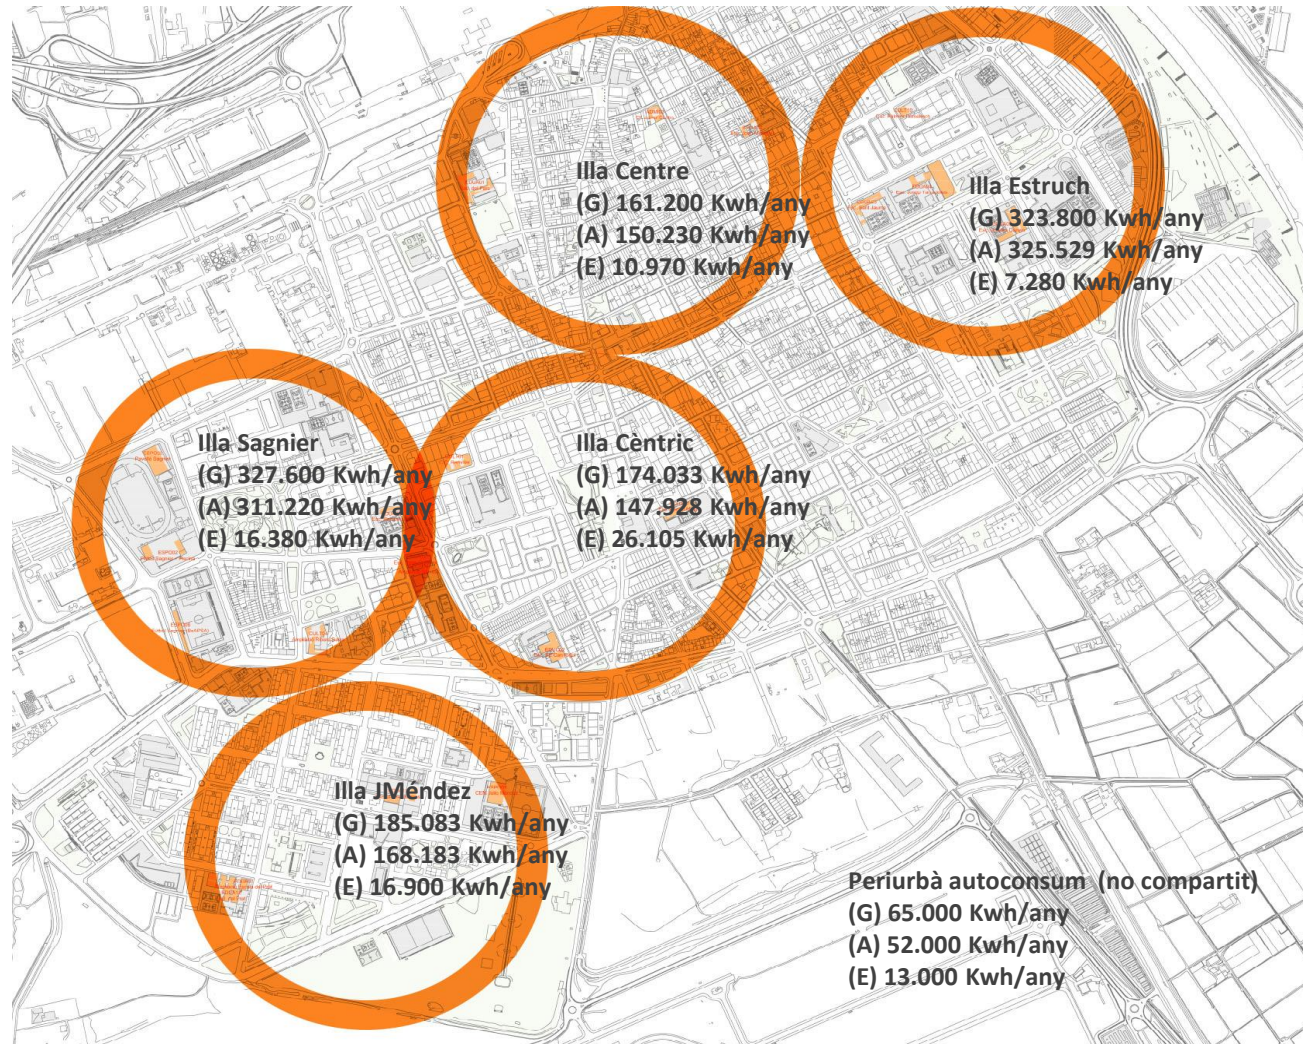 Illa Centre
(G) 161.200 Kwh/any
(A) 150.230 Kwh/any
(E) 10.970 Kwh/any
Illa Estruch
(G) 323.800 Kwh/any
(A) 325.529 Kwh/any
(E) 7.280 Kwh/any
Illa Sagnier
(G) 327.600 Kwh/any
(A) 311.220 Kwh/any
(E) 16.380 Kwh/any
Illa Cèntric
(G) 174.033 Kwh/any
(A) 147.928 Kwh/any
(E) 26.105 Kwh/any
Illa JMéndez
(G) 185.083 Kwh/any
(A) 168.183 Kwh/any
(E) 16.900 Kwh/any
Periurbà autoconsum (no compartit)
(G) 65.000 Kwh/any
(A) 52.000 Kwh/any
(E) 13.000 Kwh/any